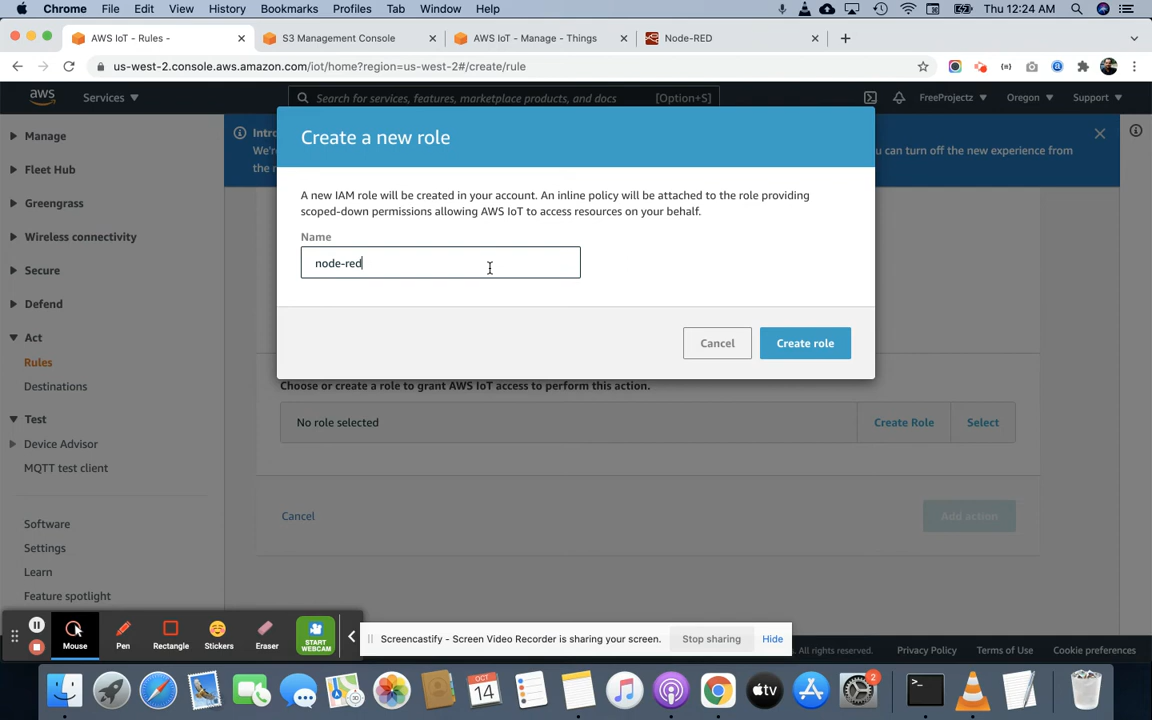 Chrome File Edit View History Bookmarks Profiles Tab Window Help Thu 12:24 AM
AWS IoT - Rules - S3 Management Console AWS IoT - Manage - Things Node-RED
us-west-2.console.aws.amazon.com/iot/home?region=us-west-2#/create/rule
aws Services Search for services, features, marketplace products, and docs [Option+S] FreeProjectz Oregon Support
Manage
Fleet Hub
Greengrass
Wireless connectivity
Secure
Defend
Act
Rules
Destinations
Test
Device Advisor
MQTT test client
Software
Settings
Learn
Feature spotlight
Intro
We're
the n
u can turn off the new experience from
Create a new role
A new IAM role will be created in your account. An inline policy will be attached to the role providing
scoped-down permissions allowing AWS IoT to access resources on your behalf.
Name
node-red
Cancel Create role
Choose or create a role to grant AWS IoT access to perform this action.
No role selected Create Role Select
Cancel Add action
Mouse Pen Rectangle Stickers Eraser START
WEBCAM
Screencastify - Screen Video Recorder is sharing your screen. Stop sharing Hide
All rights reserved. Privacy Policy Terms of Use Cookie preferences
OCT
14
tv
2